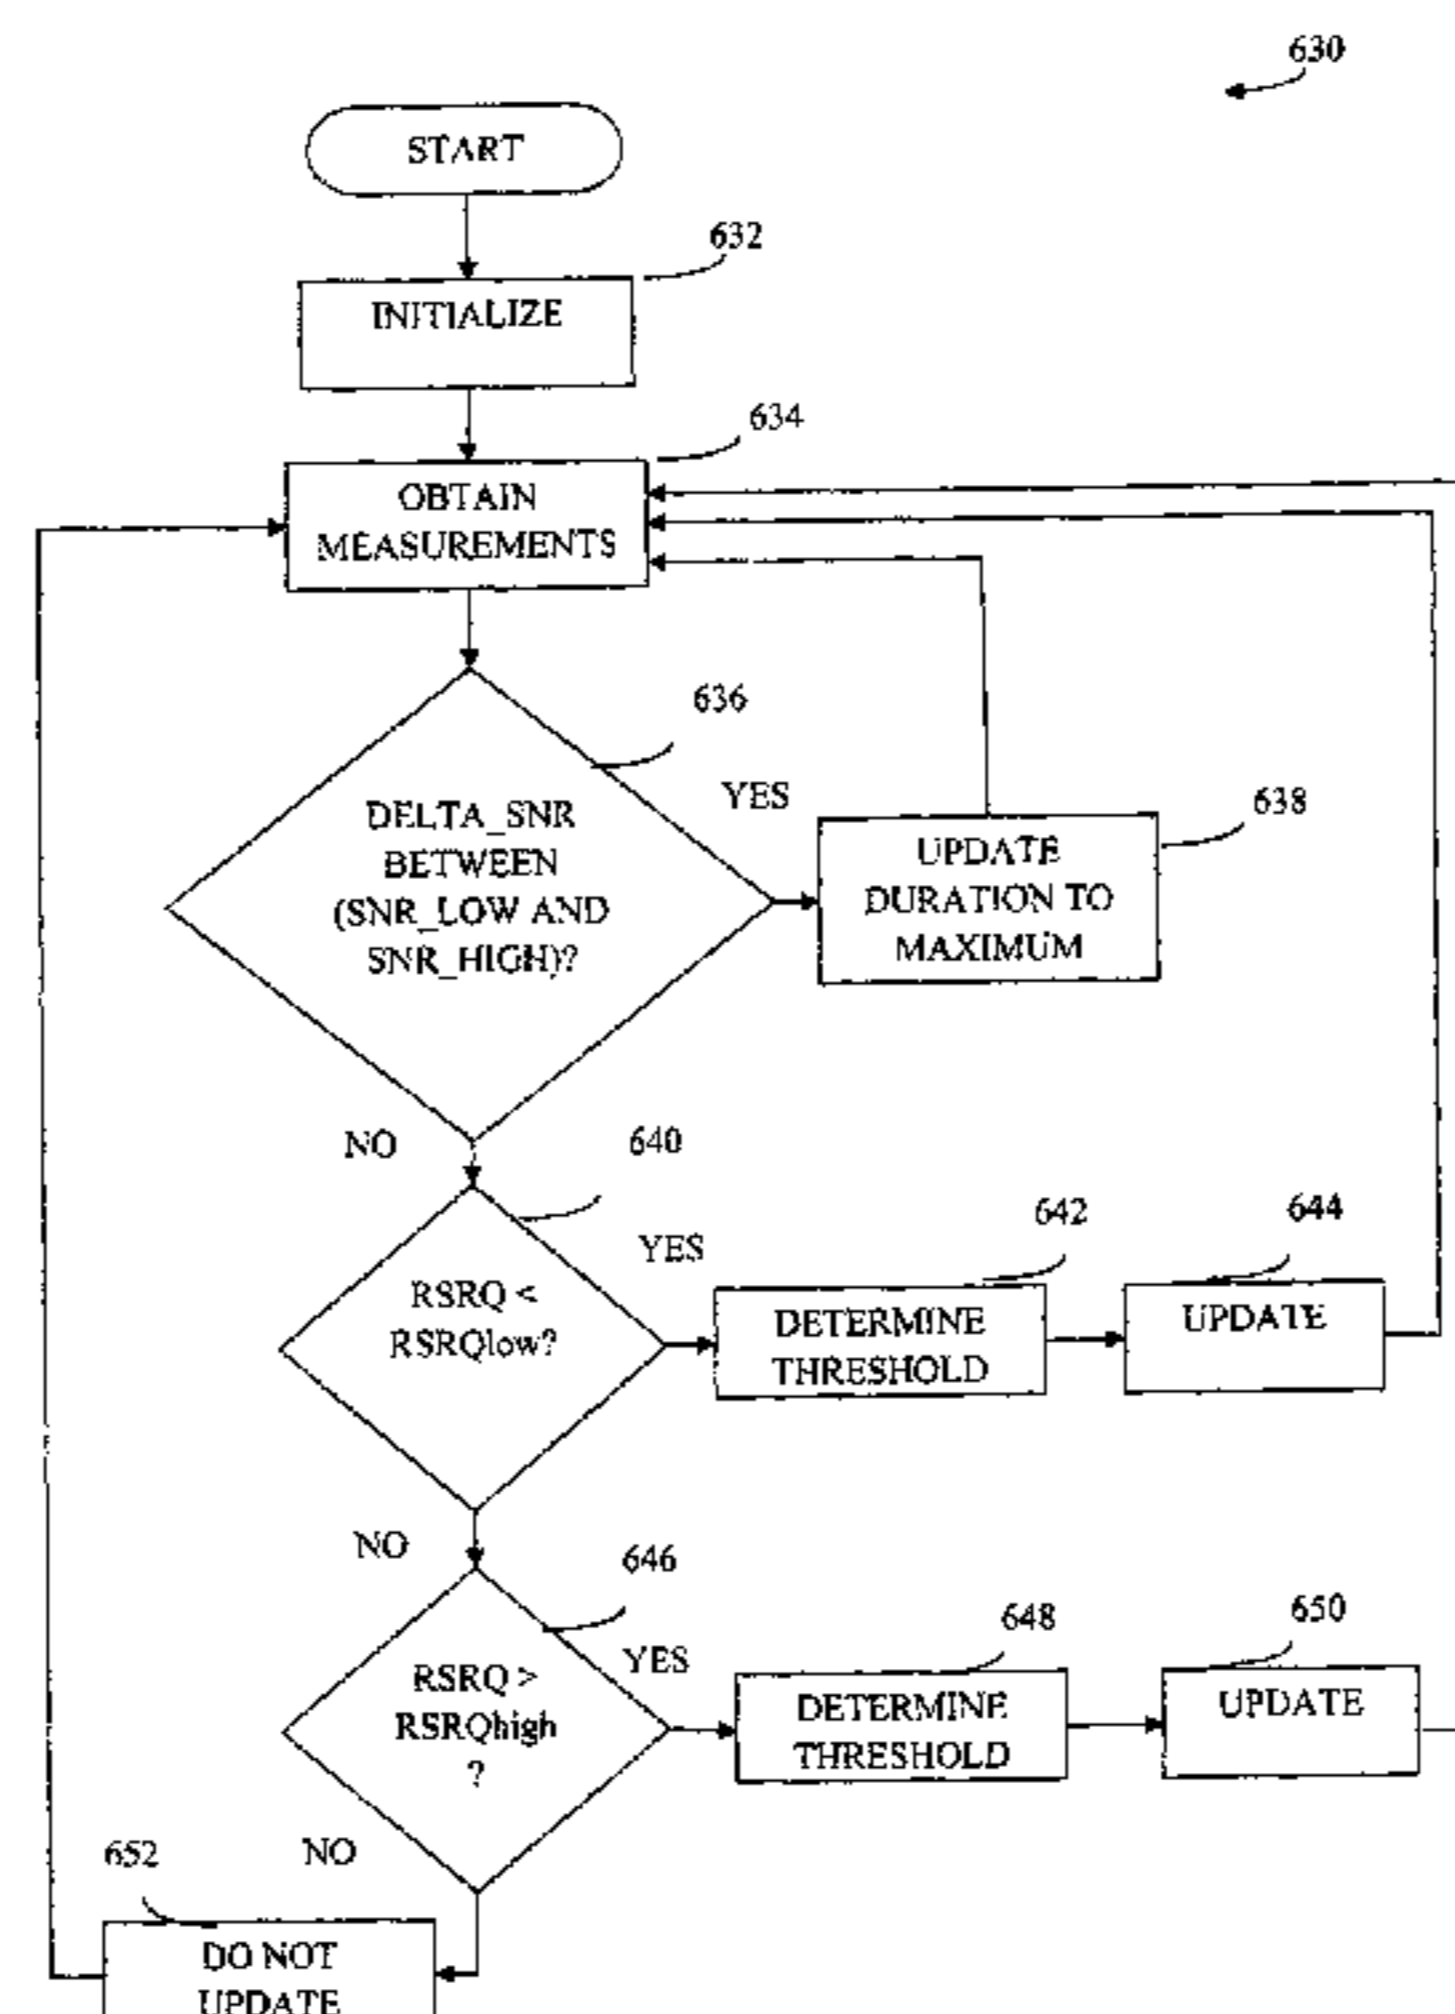 630
START
632
INITIALIZE
634
OBTAIN
MEASUREMENTS
636
YES
DELTA_SNR
BETWEEN
(SNR_LOW AND
SNR_HIGH)?
638
UPDATE
DURATION TO
MAXIMUM
NO
640
YES
RSRQ <
RSRQlow?
642
DETERMINE
THRESHOLD
644
UPDATE
NO
646
YES
RSRQ >
RSRQhigh
?
648
DETERMINE
THRESHOLD
650
UPDATE
NO
652
DO NOT
UPDATE